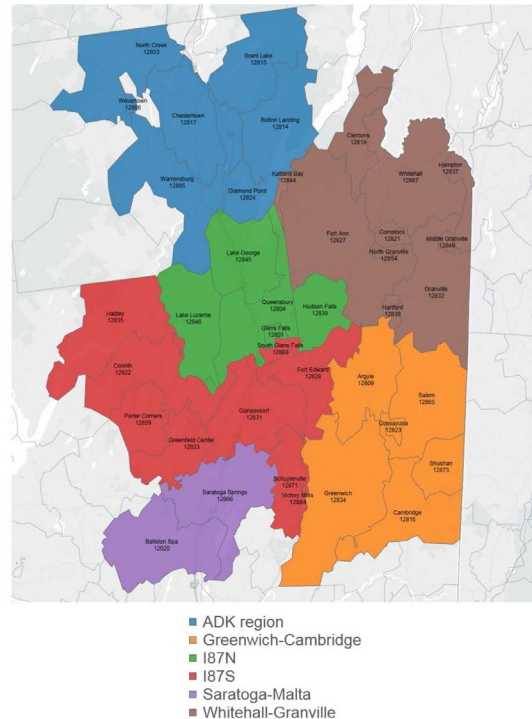 North Creek
12853
Brant Lake
12815
Wevertown
12886
Chestertown
12817
Bolton Landing
12814
Clemons
12819
Warrensburg
12885
Diamond Point
12824
Kattskill Bay
12844
Whitehall
12887
Hampton
12837
Fort Ann
12827
Comstock
12821
North Granville
12854
Middle Granville
12849
Lake George
12845
Granville
12832
Hadley
12835
Lake Luzerne
12846
Queensbury
12804
Hudson Falls
12839
Hartford
12838
Glens Falls
12801
South Glens Falls
12803
Corinth
12822
Fort Edward
12828
Argyle
12809
Salem
12865
Porter Corners
12859
Gansevoort
12831
Greenfield Center
12833
Cossayuna
12823
Shushan
12873
Schuylerville
12871
Victory Mills
12884
Saratoga Springs
12866
Greenwich
12834
Cambridge
12816
Ballston Spa
12020
ADK region
Greenwich-Cambridge
I87N
I87S
Saratoga-Malta
Whitehall-Granville